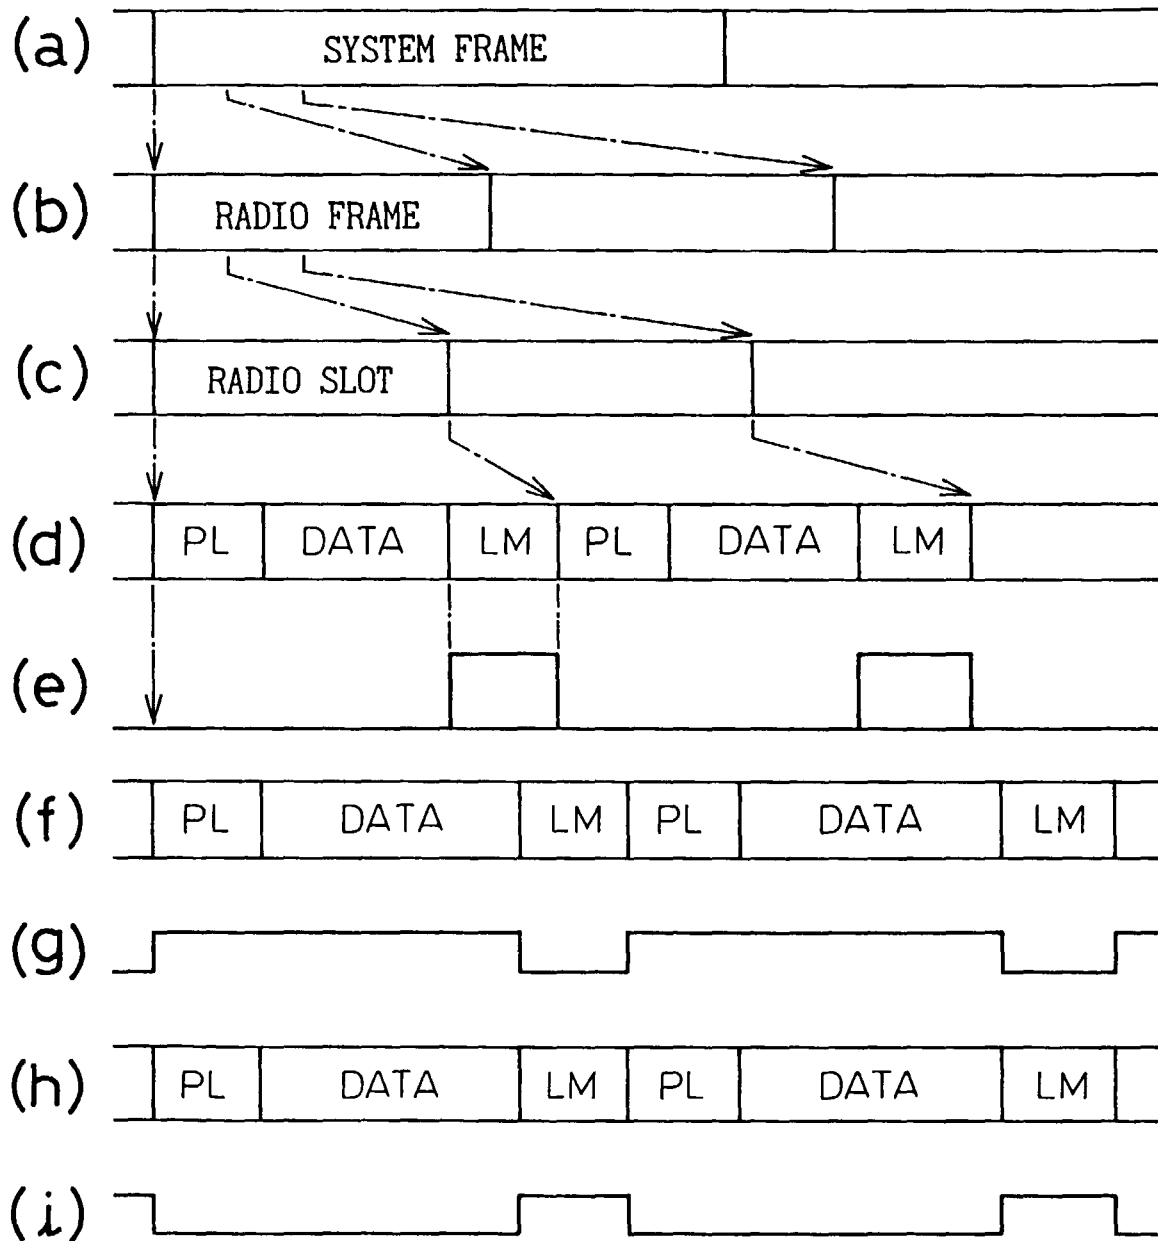 (a) SYSTEM FRAME
(b) RADIO FRAME
(c) RADIO SLOT
(d) PL DATA LM PL DATA LM
(e)
(f) PL DATA LM PL DATA LM
(g)
(h) PL DATA LM PL DATA LM
(i)